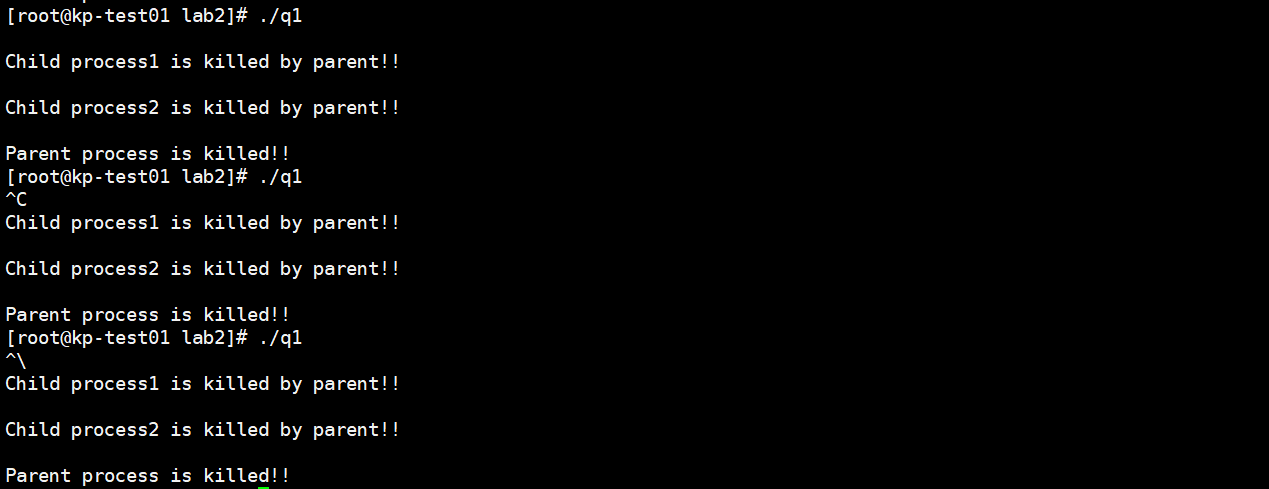 [root@kp-test01 lab2]# ./q1
Child process1 is killed by parent!!
Child process2 is killed by parent!!
Parent process is killed!!
[root@kp-test01 lab2]# ./q1
^C
Child process1 is killed by parent!!
Child process2 is killed by parent!!
Parent process is killed!!
[root@kp-test01 lab2]# ./q1
^\
Child process1 is killed by parent!!
Child process2 is killed by parent!!
Parent process is killed!!